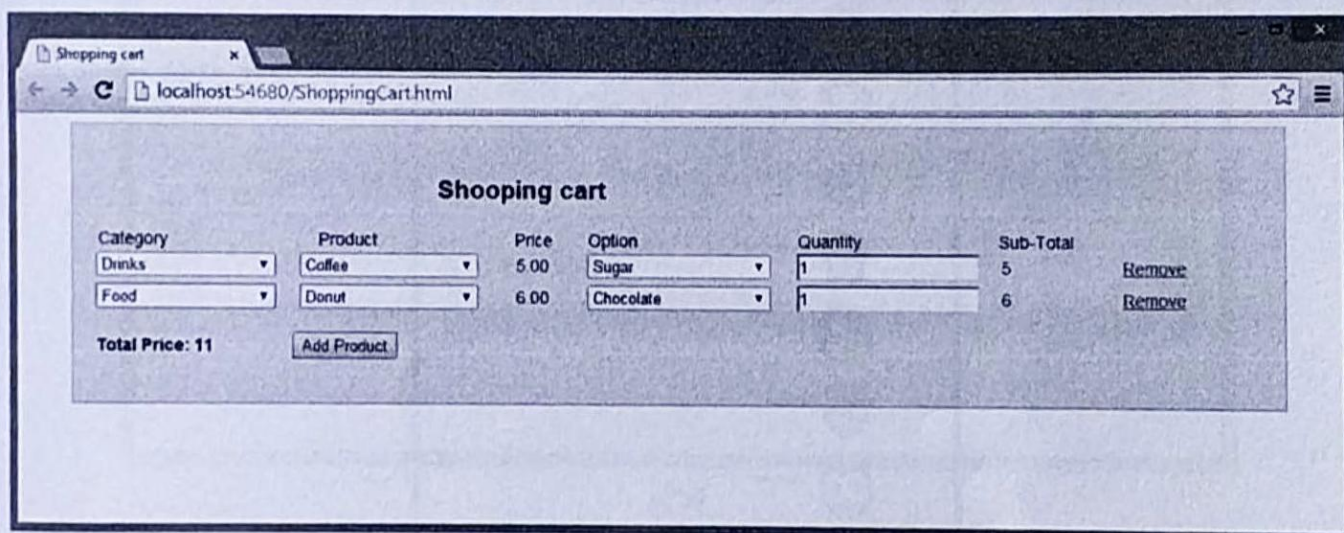 Shopping cart
localhost:54680/ShoppingCart.html
Shooping cart
Category Product Price Option Quantity Sub-Total
Drinks Coffee 5.00 Sugar 1 5 Remove
Food Donut 6.00 Chocolate 1 6 Remove
Total Price: 11 Add Product